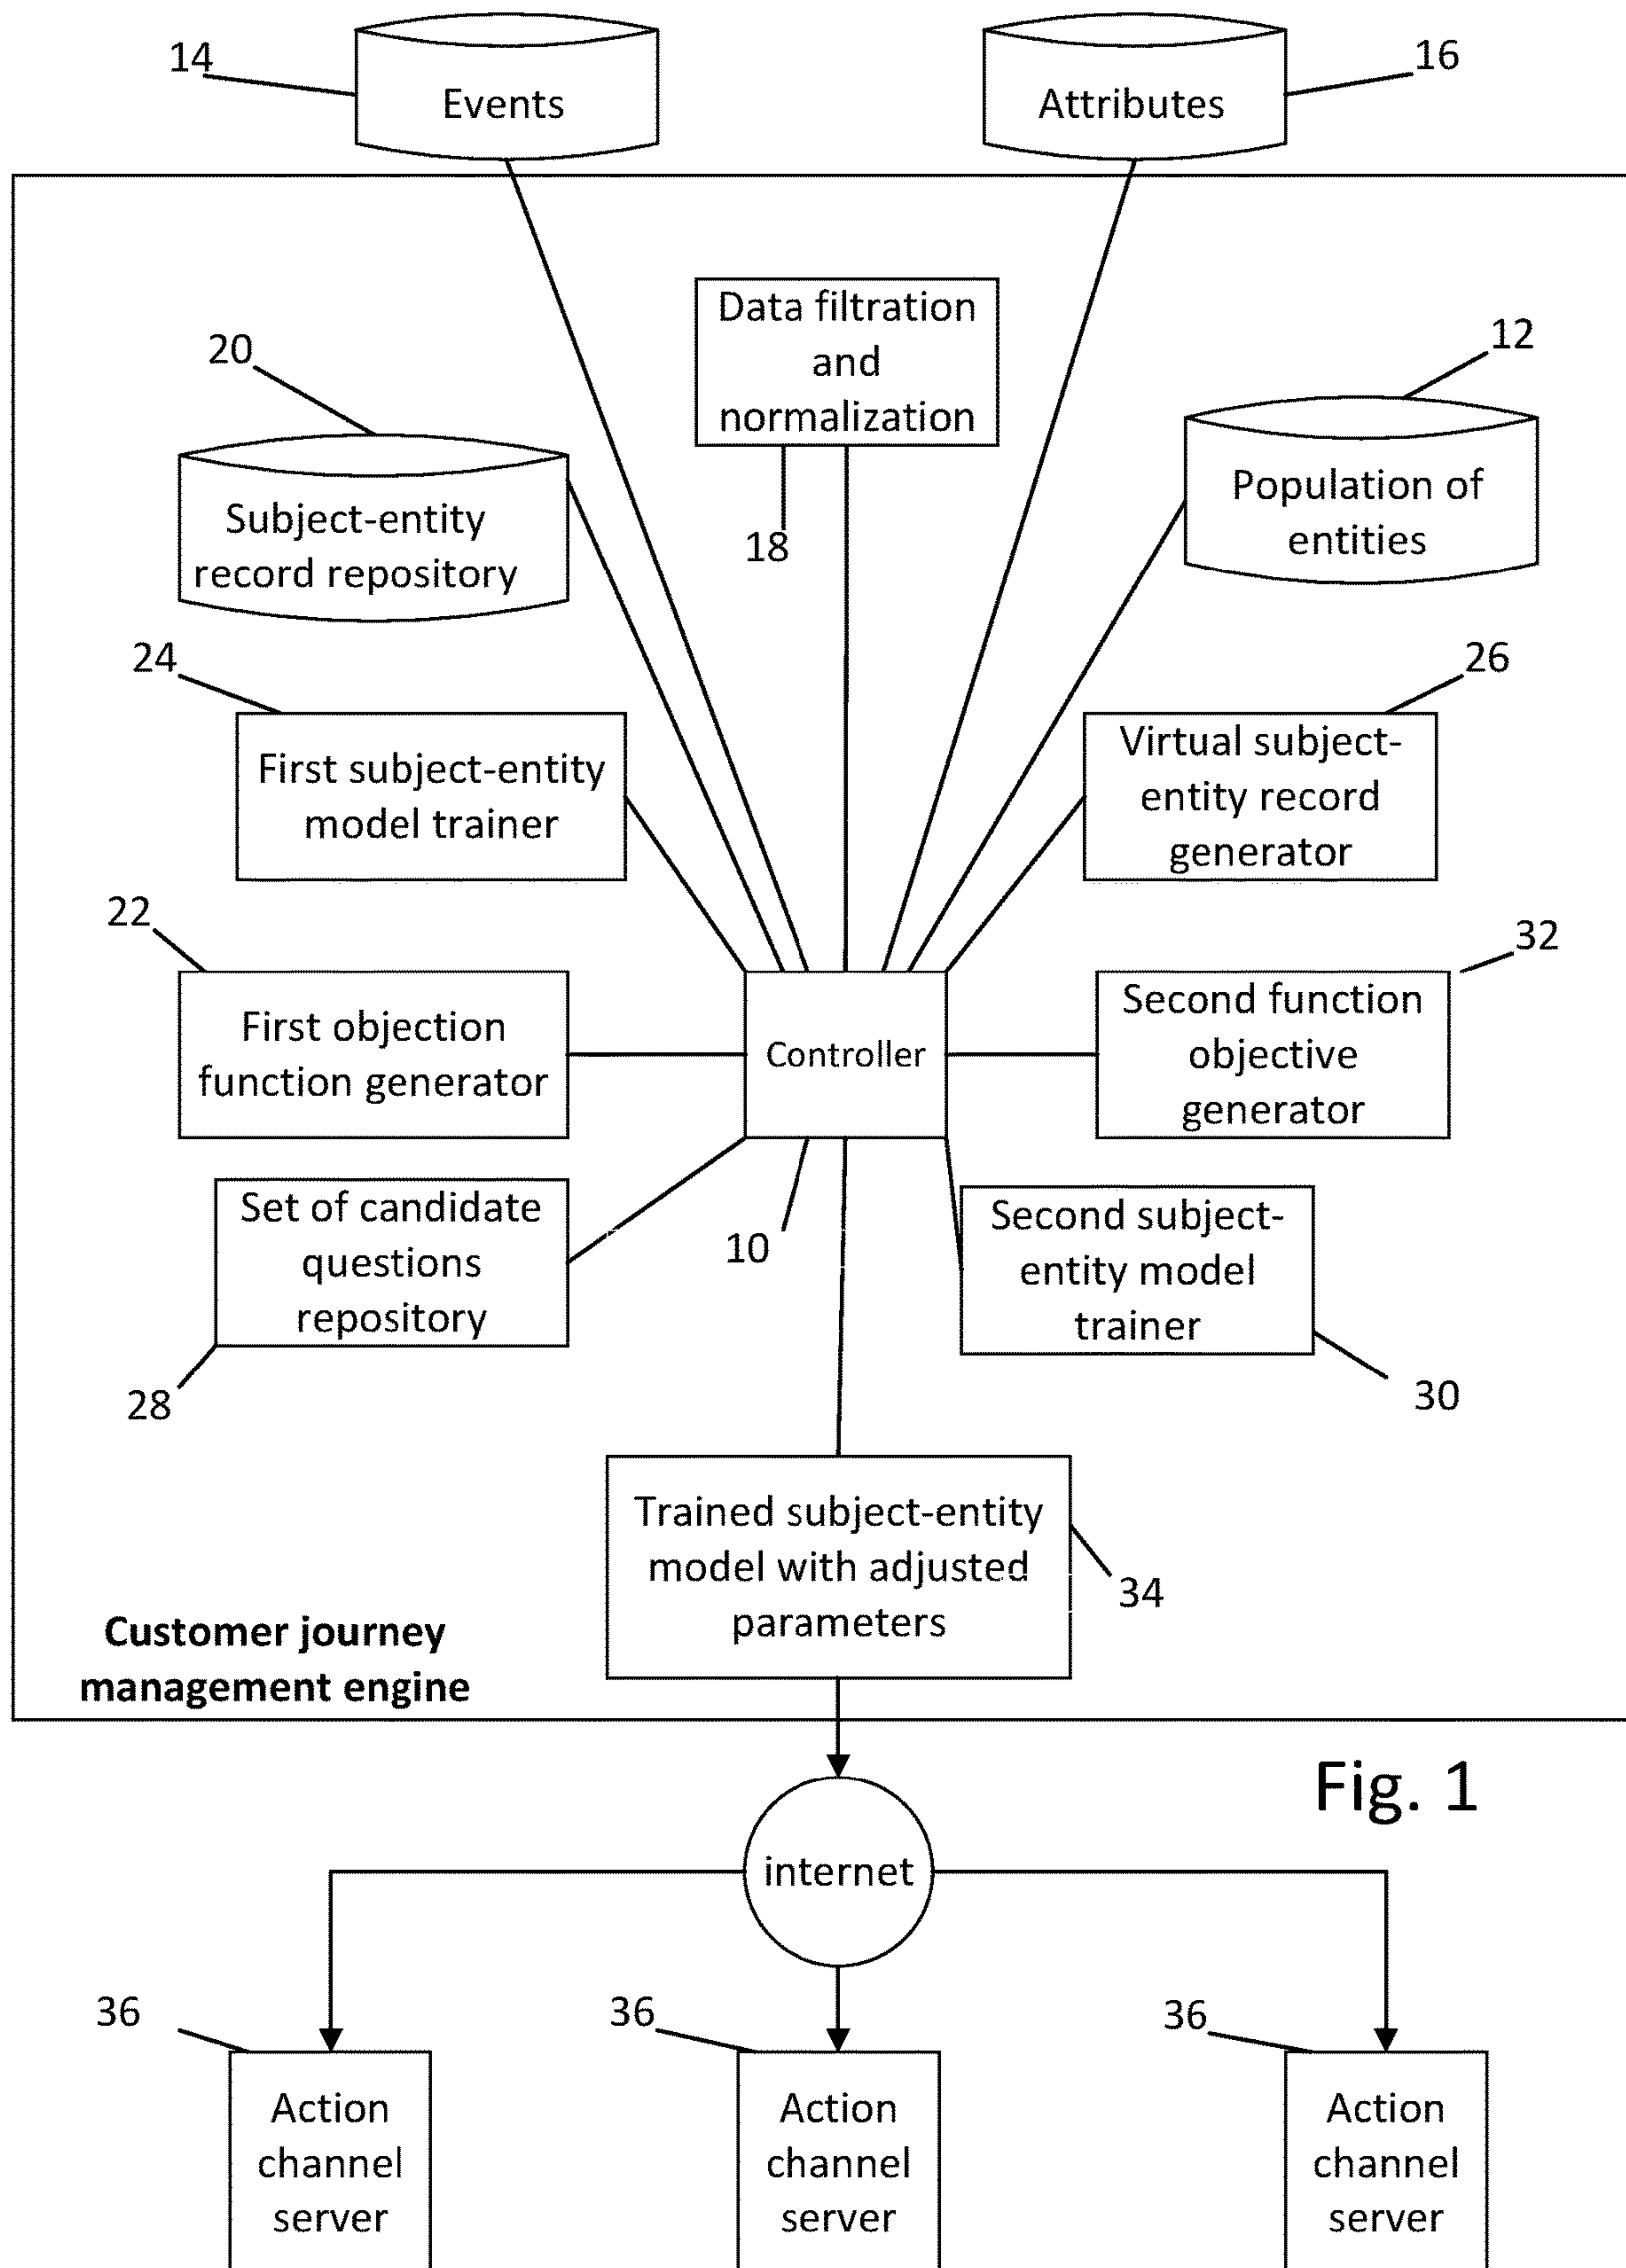 14
Events
16
Attributes
Data filtration
and
normalization
18
20
Subject-entity
record repository
12
Population of
entities
24
First subject-entity
model trainer
26
Virtual subject-
entity record
generator
22
First objection
function generator
Controller
10
32
Second function
objective
generator
Set of candidate
questions
repository
28
Second subject-
entity model
trainer
30
Trained subject-entity
model with adjusted
parameters
34
Customer journey
management engine
Fig. 1
internet
36
Action
channel
server
36
Action
channel
server
36
Action
channel
server